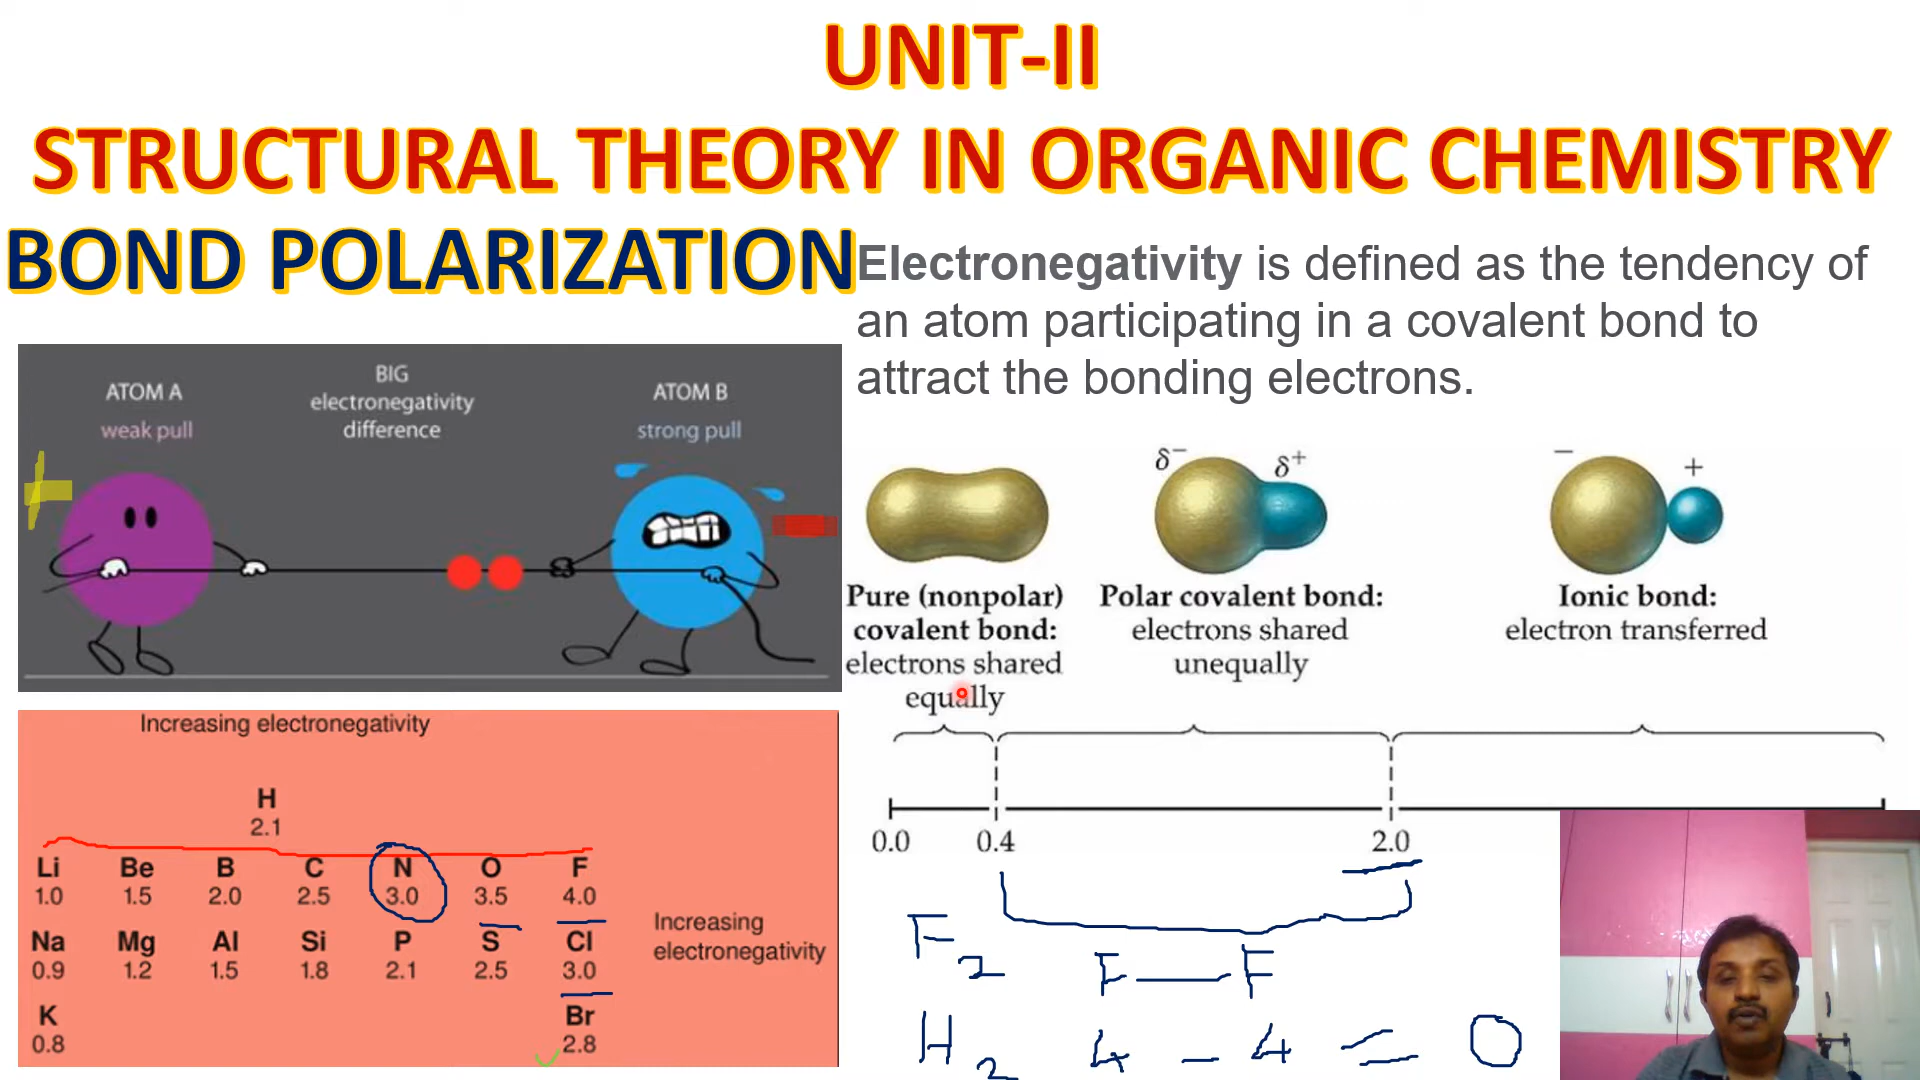 UNIT-II
STRUCTURAL THEORY IN ORGANIC CHEMISTRY
BOND POLARIZATION
Electronegativity is defined as the tendency of
an atom participating in a covalent bond to
attract the bonding electrons.
ATOM A
weak pull
BIG
electronegativity
difference
ATOM B
strong pull
δ− δ+
− +
Pure (nonpolar)
covalent bond:
electrons shared
equally
Polar covalent bond:
electrons shared
unequally
Ionic bond:
electron transferred
0.0 0.4 2.0
Increasing electronegativity
H
2.1
Li Be B C N O F
1.0 1.5 2.0 2.5 3.0 3.5 4.0
Na Mg Al Si P S Cl
0.9 1.2 1.5 1.8 2.1 2.5 3.0
K Br
0.8 2.8
Increasing
electronegativity
F2 F — F
H2 4 - 4 = 0